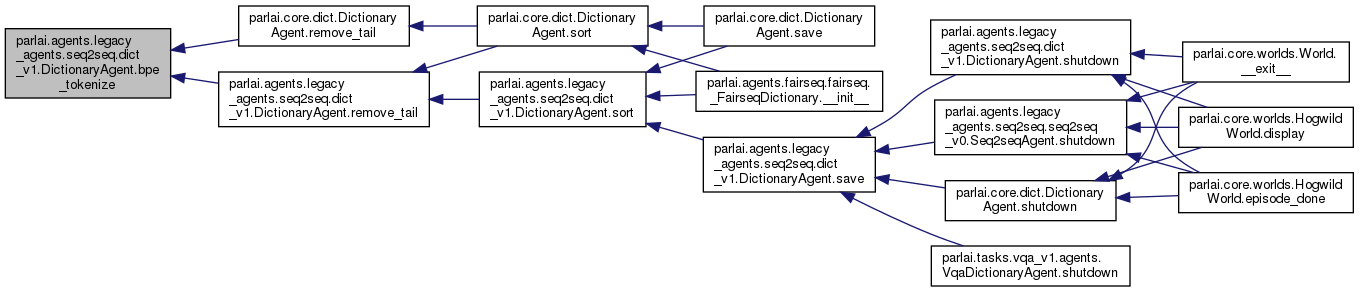 parlai.agents.legacy
_agents.seq2seq.dict
_v1.DictionaryAgent.bpe
_tokenize
parlai.core.dict.Dictionary
Agent.remove_tail
parlai.agents.legacy
_agents.seq2seq.dict
_v1.DictionaryAgent.remove_tail
parlai.core.dict.Dictionary
Agent.sort
parlai.agents.legacy
_agents.seq2seq.dict
_v1.DictionaryAgent.sort
parlai.core.dict.Dictionary
Agent.save
parlai.agents.fairseq.fairseq.
_FairseqDictionary.__init__
parlai.agents.legacy
_agents.seq2seq.dict
_v1.DictionaryAgent.save
parlai.agents.legacy
_agents.seq2seq.dict
_v1.DictionaryAgent.shutdown
parlai.agents.legacy
_agents.seq2seq.seq2seq
_v0.Seq2seqAgent.shutdown
parlai.core.dict.Dictionary
Agent.shutdown
parlai.tasks.vqa_v1.agents.
VqaDictionaryAgent.shutdown
parlai.core.worlds.World.
__exit__
parlai.core.worlds.Hogwild
World.display
parlai.core.worlds.Hogwild
World.episode_done